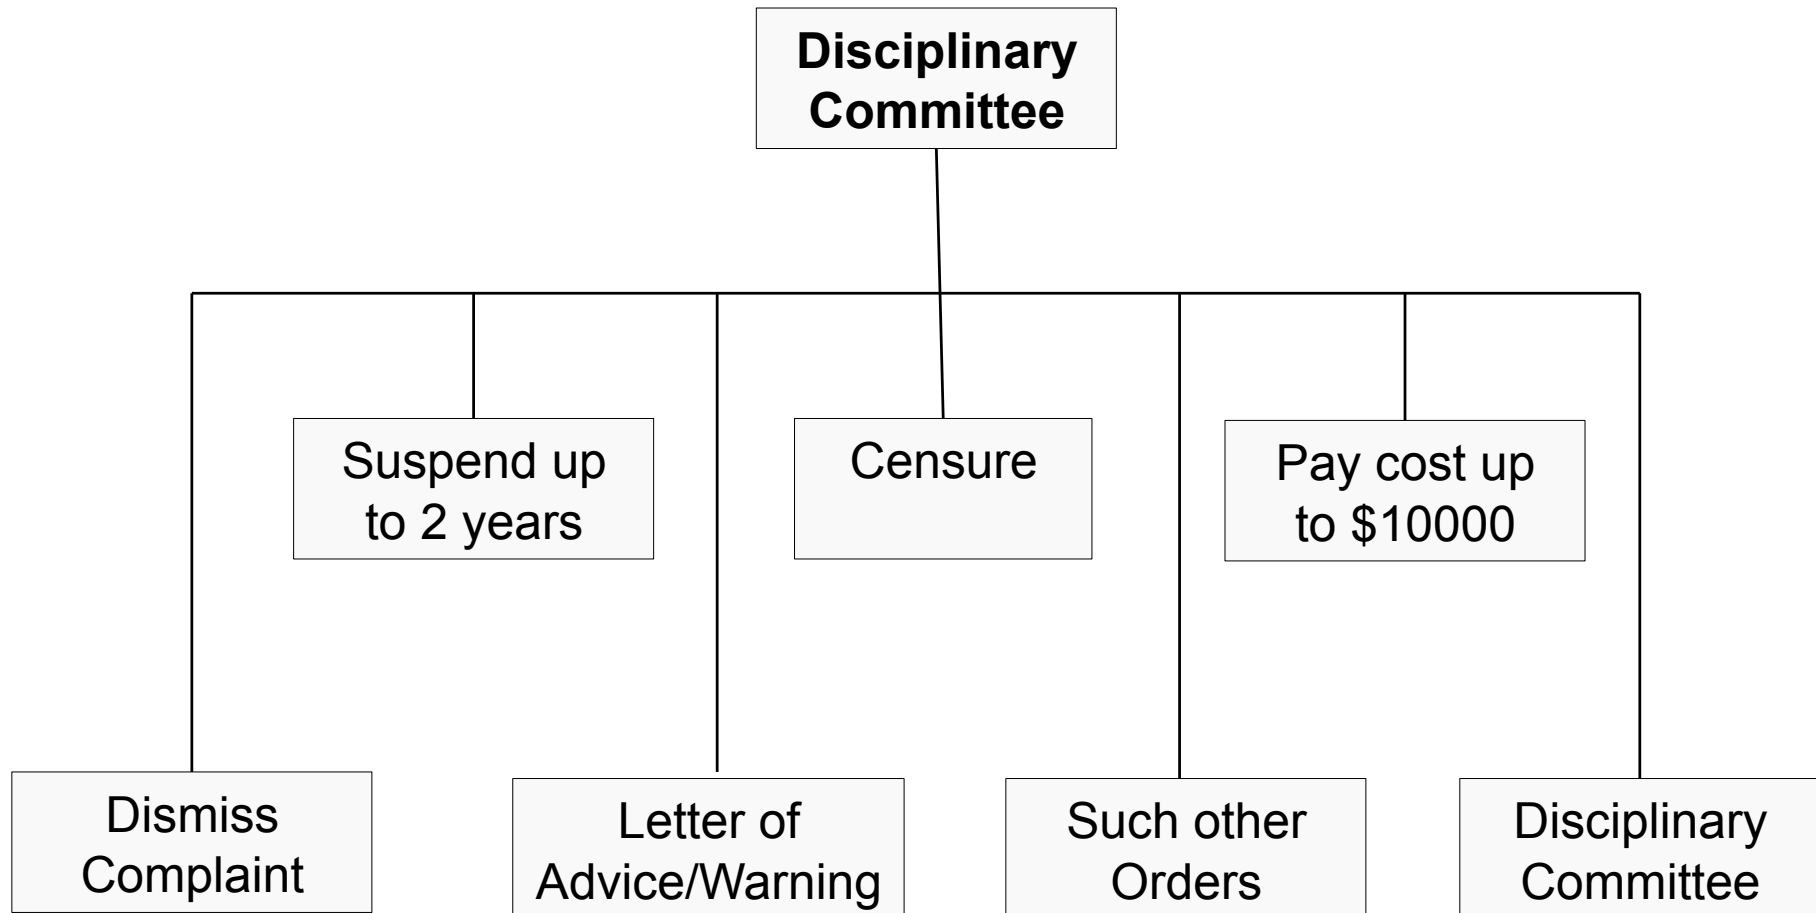 Disciplinary
Committee
Suspend up
to 2 years
Censure
Pay cost up
to $10000
Dismiss
Complaint
Letter of
Advice/Warning
Such other
Orders
Disciplinary
Committee